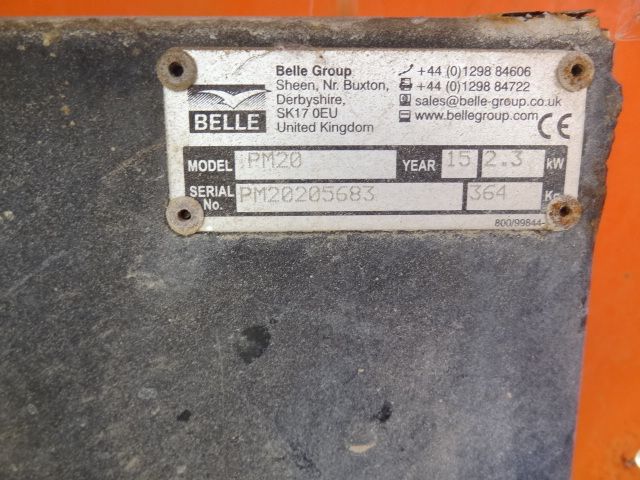 BELLE
Belle Group
Sheen, Nr. Buxton,
Derbyshire,
SK17 0EU
United Kingdom
+44 (0)1298 84606
+44 (0)1298 84722
sales@belle-group.co.uk
www.bellegroup.com
CE
MODEL PM20 YEAR 15 2.3 kW
SERIAL No. PM20205683 364 Kg
800/99844-